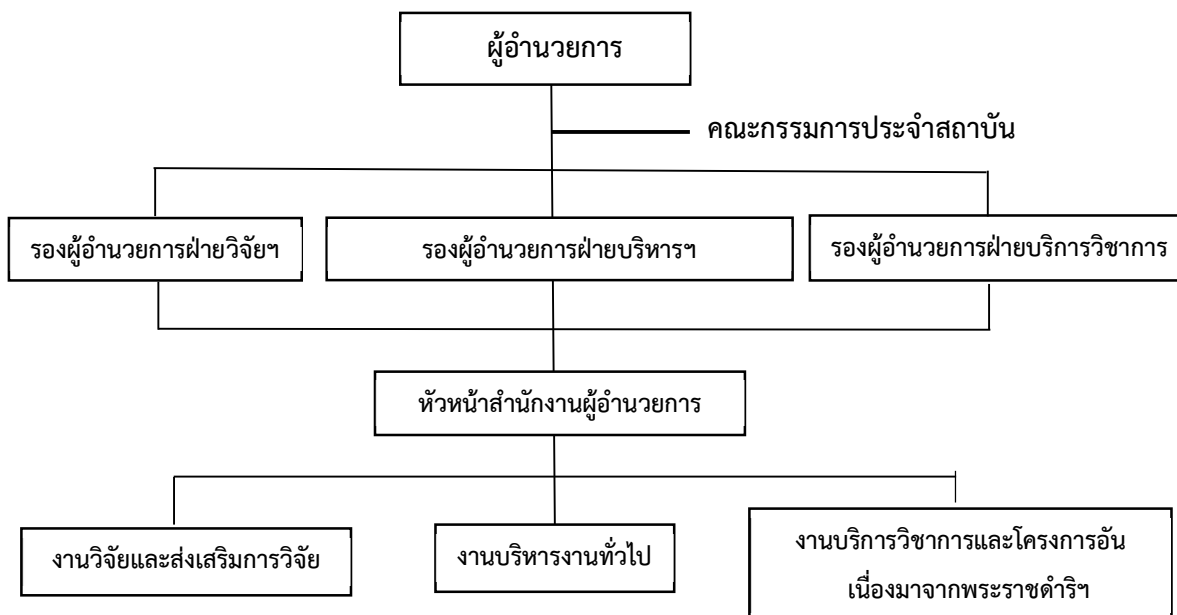 ผู้อำนวยการ
คณะกรรมการประจำสถาบัน
รองผู้อำนวยการฝ่ายวิจัยฯ
รองผู้อำนวยการฝ่ายบริหารฯ
รองผู้อำนวยการฝ่ายบริการวิชาการ
หัวหน้าสำนักงานผู้อำนวยการ
งานวิจัยและส่งเสริมการวิจัย
งานบริหารงานทั่วไป
งานบริการวิชาการและโครงการอัน
เนื่องมาจากพระราชดำริฯ